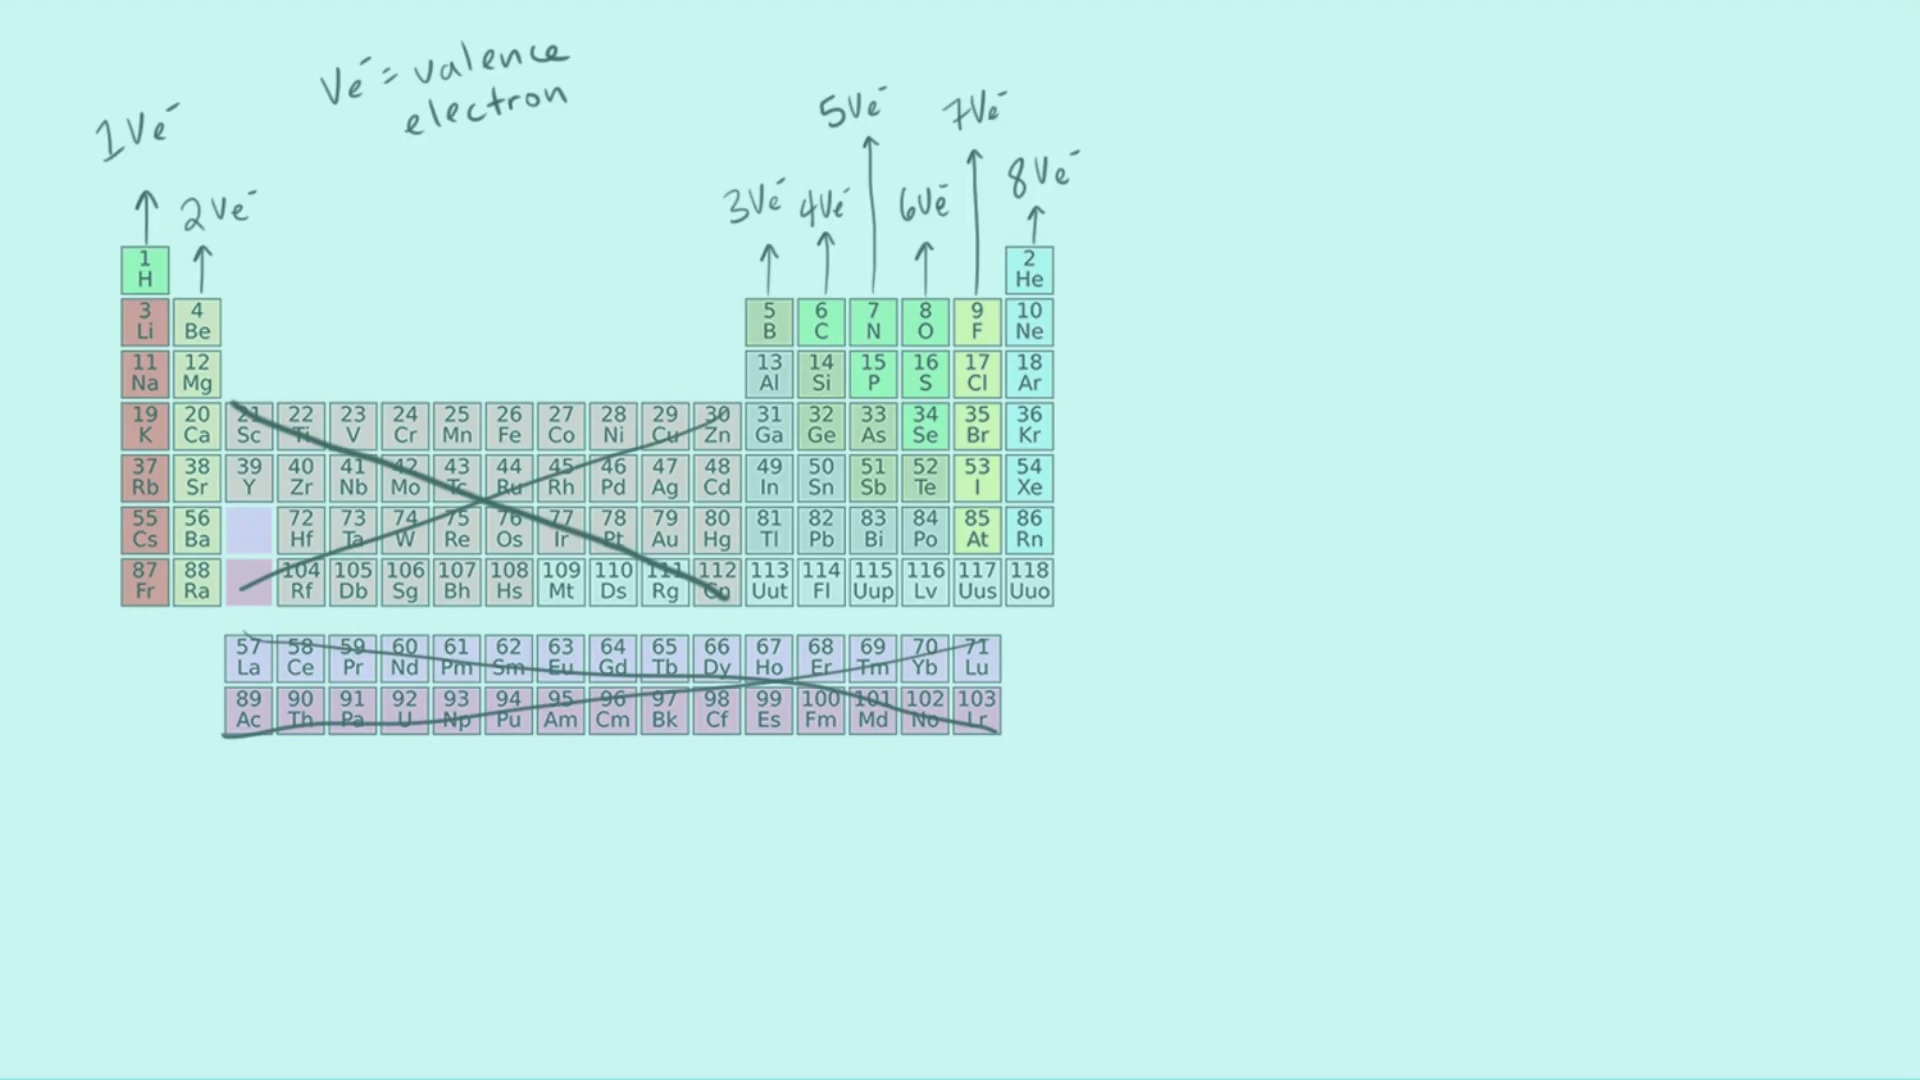 Ve⁻ = valence
electron
1Ve⁻
2Ve⁻
3Ve⁻
4Ve⁻
5Ve⁻
6Ve⁻
7Ve⁻
8Ve⁻
1 2
H He
3 4 5 6 7 8 9 10
Li Be B C N O F Ne
11 12 13 14 15 16 17 18
Na Mg Al Si P S Cl Ar
19 20 21 22 23 24 25 26 27 28 29 30 31 32 33 34 35 36
K Ca Sc Ti V Cr Mn Fe Co Ni Cu Zn Ga Ge As Se Br Kr
37 38 39 40 41 42 43 44 45 46 47 48 49 50 51 52 53 54
Rb Sr Y Zr Nb Mo Tc Ru Rh Pd Ag Cd In Sn Sb Te I Xe
55 56 72 73 74 75 76 77 78 79 80 81 82 83 84 85 86
Cs Ba Hf Ta W Re Os Ir Pt Au Hg Tl Pb Bi Po At Rn
87 88 104 105 106 107 108 109 110 111 112 113 114 115 116 117 118
Fr Ra Rf Db Sg Bh Hs Mt Ds Rg Cn Uut Fl Uup Lv Uus Uuo
57 58 59 60 61 62 63 64 65 66 67 68 69 70 71
La Ce Pr Nd Pm Sm Eu Gd Tb Dy Ho Er Tm Yb Lu
89 90 91 92 93 94 95 96 97 98 99 100 101 102 103
Ac Th Pa U Np Pu Am Cm Bk Cf Es Fm Md No Lr